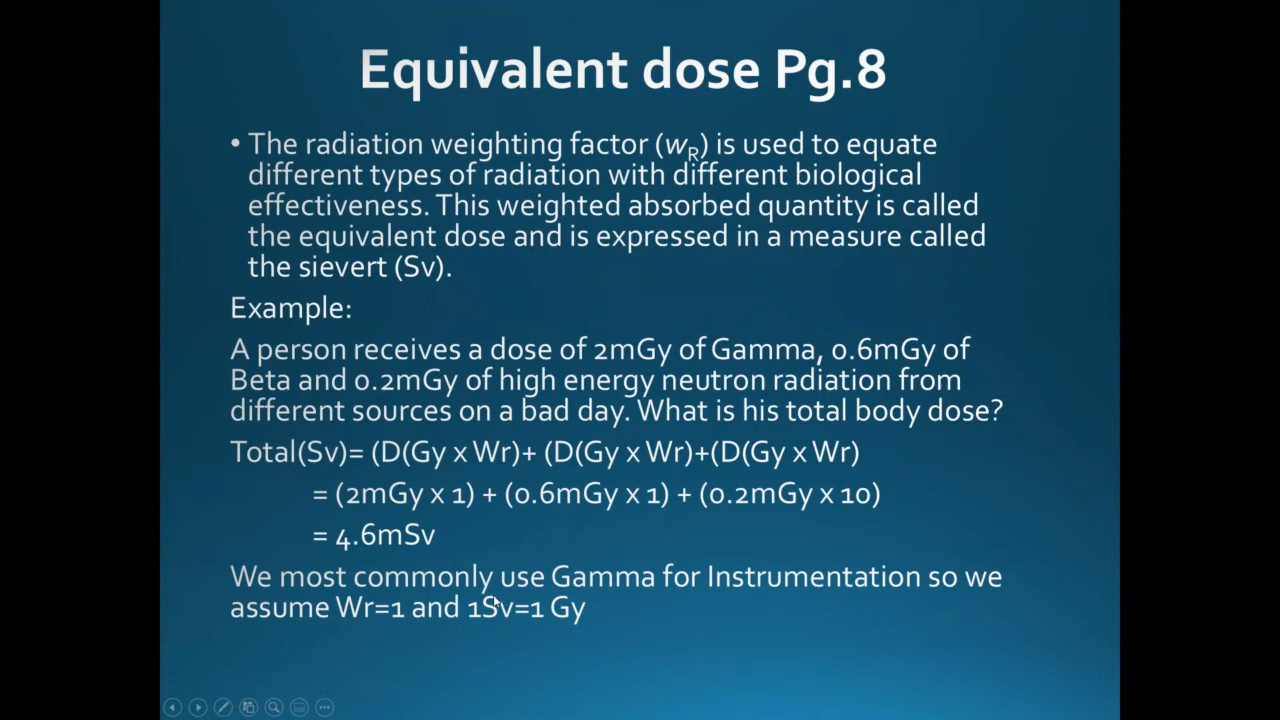 Equivalent dose Pg.8
• The radiation weighting factor (wR) is used to equate
different types of radiation with different biological
effectiveness. This weighted absorbed quantity is called
the equivalent dose and is expressed in a measure called
the sievert (Sv).
Example:
A person receives a dose of 2mGy of Gamma, 0.6mGy of
Beta and 0.2mGy of high energy neutron radiation from
different sources on a bad day. What is his total body dose?
Total(Sv)= (D(Gy x Wr)+ (D(Gy x Wr)+(D(Gy x Wr)
= (2mGy x 1) + (0.6mGy x 1) + (0.2mGy x 10)
= 4.6mSv
We most commonly use Gamma for Instrumentation so we
assume Wr=1 and 1Sv=1 Gy